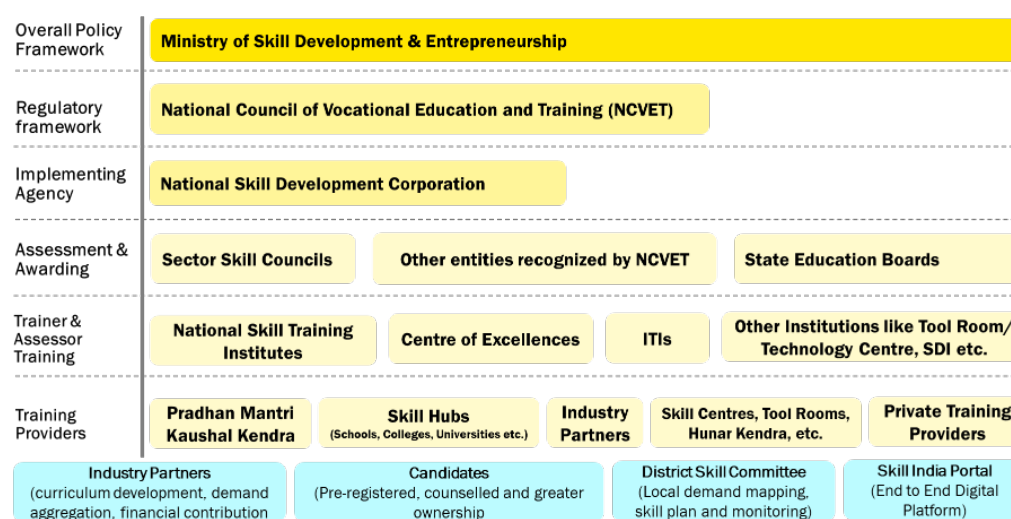 Overall Policy
Framework
Ministry of Skill Development & Entrepreneurship
Regulatory
framework
National Council of Vocational Education and Training (NCVET)
Implementing
Agency
National Skill Development Corporation
Assessment &
Awarding
Sector Skill Councils
Other entities recognized by NCVET
State Education Boards
Trainer &
Assessor
Training
National Skill Training
Institutes
Centre of Excellences
ITIs
Other Institutions like Tool Room/
Technology Centre, SDI etc.
Training
Providers
Pradhan Mantri
Kaushal Kendra
Skill Hubs
(Schools, Colleges, Universities etc.)
Industry
Partners
Skill Centres, Tool Rooms,
Hunar Kendra, etc.
Private Training
Providers
Industry Partners
(curriculum development, demand
aggregation, financial contribution
Candidates
(Pre-registered, counselled and greater
ownership
District Skill Committee
(Local demand mapping,
skill plan and monitoring)
Skill India Portal
(End to End Digital
Platform)